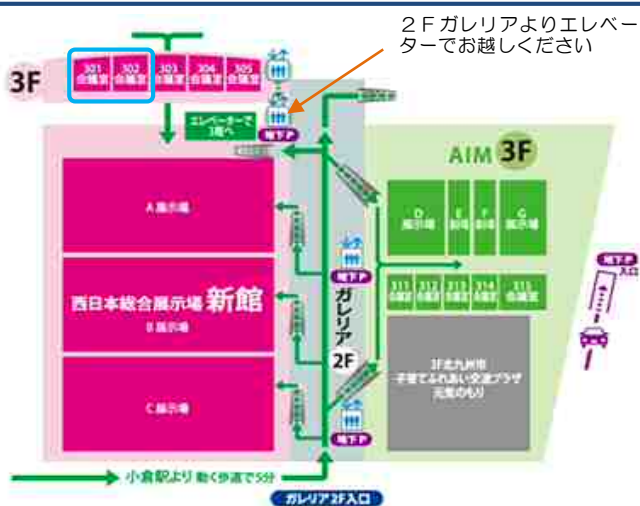 ２Ｆガレリアよりエレベー
ターでお越しください
3F
301
会議室
302
会議室
303
会議室
304
会議室
305
会議室
エレベーターで
3階へ
地下P
AIM 3F
A展示場
D
展示場
E
劇場
F
劇場
G
展示場
地下P
入口
地下P
311
会議室
312
会議室
313
会議室
314
会議室
315
会議室
西日本総合展示場 新館
B展示場
ガレリア
2F
3F北九州市
子育てふれあい交流プラザ
元気のもり
C展示場
地下P
小倉駅より 動く歩道で5分
ガレリア2F入口